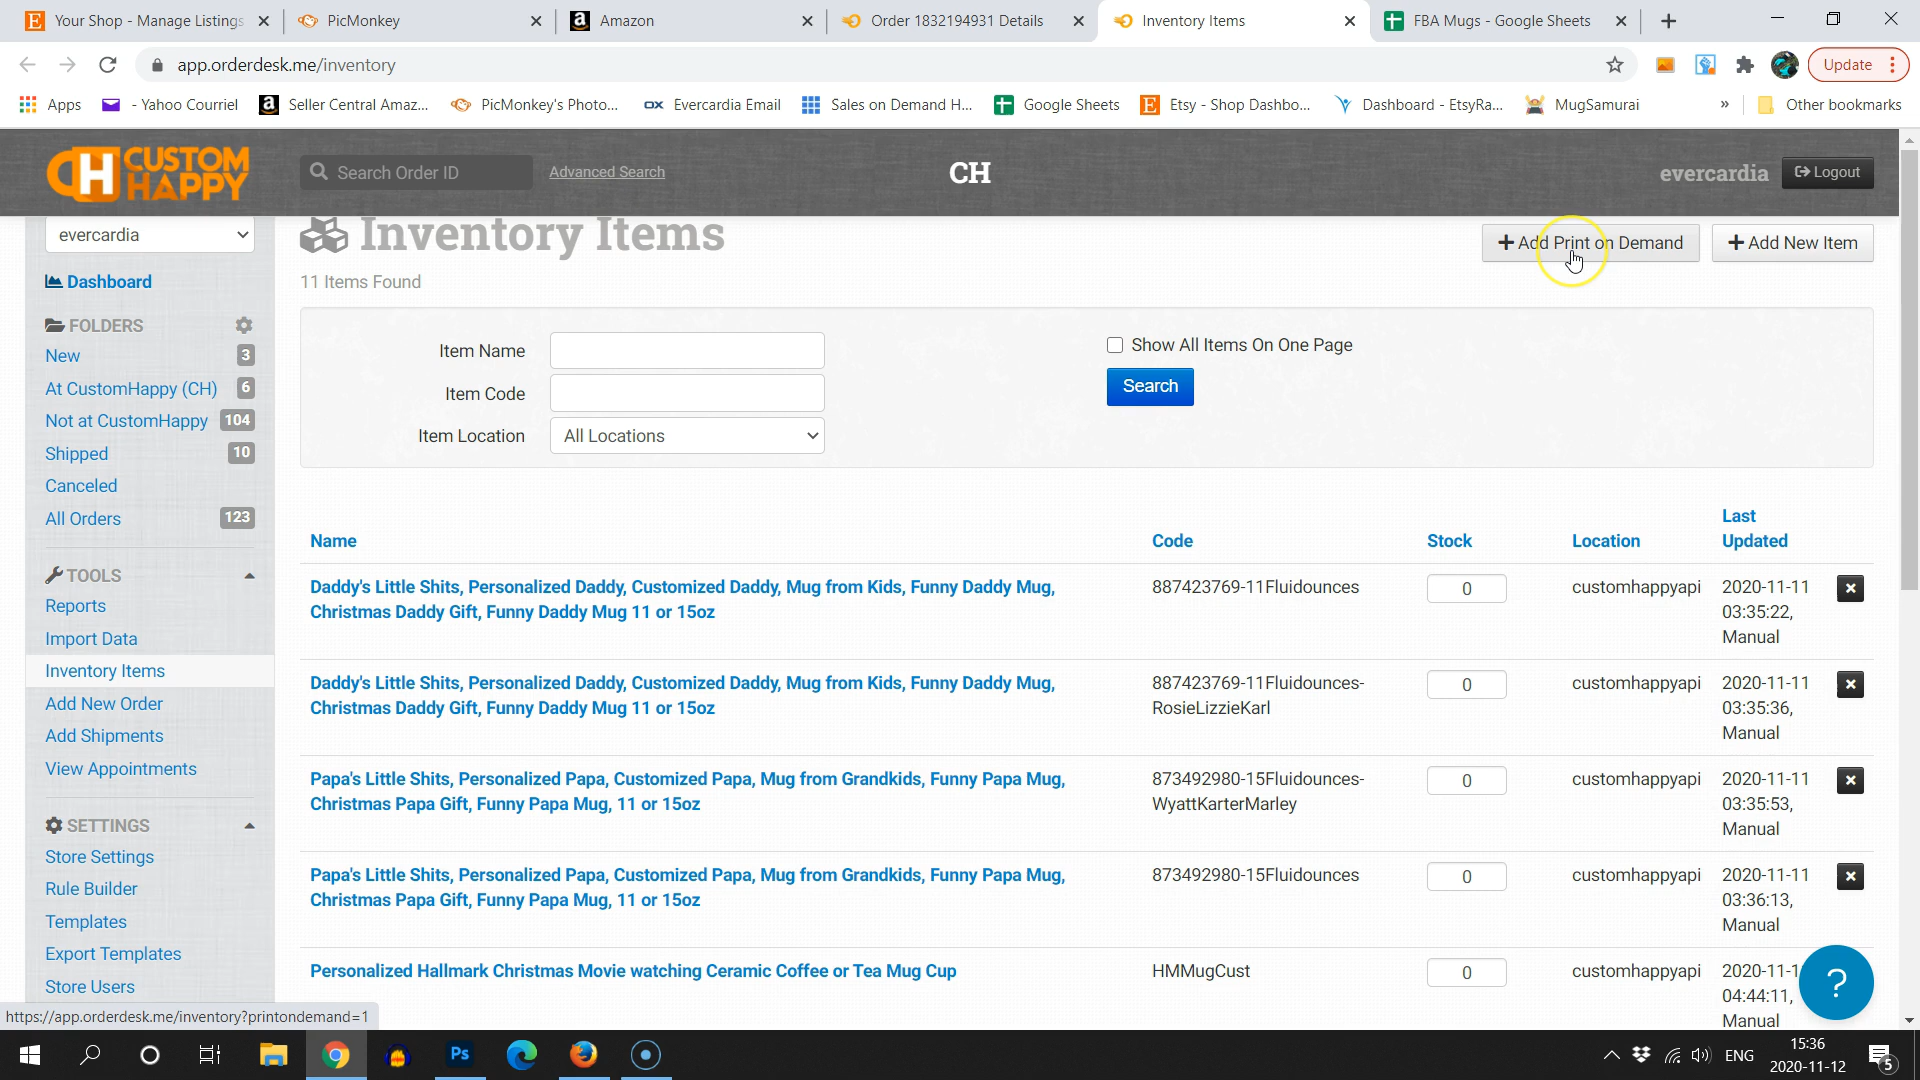 Your Shop - Manage Listings
PicMonkey
Amazon
Order 1832194931 Details
Inventory Items
FBA Mugs - Google Sheets
app.orderdesk.me/inventory
Update
Apps
- Yahoo Courriel
Seller Central Amaz...
PicMonkey's Photo...
Evercardia Email
Sales on Demand H...
Google Sheets
Etsy - Shop Dashbo...
Dashboard - EtsyRa...
MugSamurai
»
Other bookmarks
CH CUSTOM HAPPY
Search Order ID
Advanced Search
CH
evercardia
Logout
evercardia
Inventory Items
+ Add Print on Demand
+ Add New Item
11 Items Found
Dashboard
FOLDERS
New 3
At CustomHappy (CH) 6
Not at CustomHappy 104
Shipped 10
Canceled
All Orders 123
TOOLS
Reports
Import Data
Inventory Items
Add New Order
Add Shipments
View Appointments
SETTINGS
Store Settings
Rule Builder
Templates
Export Templates
Store Users
Item Name
Item Code
Item Location All Locations
Show All Items On One Page
Search
Name Code Stock Location Last Updated
Daddy's Little Shits, Personalized Daddy, Customized Daddy, Mug from Kids, Funny Daddy Mug,
Christmas Daddy Gift, Funny Daddy Mug 11 or 15oz
887423769-11Fluidounces
0
customhappyapi
2020-11-11
03:35:22,
Manual
Daddy's Little Shits, Personalized Daddy, Customized Daddy, Mug from Kids, Funny Daddy Mug,
Christmas Daddy Gift, Funny Daddy Mug 11 or 15oz
887423769-11Fluidounces-
RosieLizzieKarl
0
customhappyapi
2020-11-11
03:35:36,
Manual
Papa's Little Shits, Personalized Papa, Customized Papa, Mug from Grandkids, Funny Papa Mug,
Christmas Papa Gift, Funny Papa Mug, 11 or 15oz
873492980-15Fluidounces-
WyattKarterMarley
0
customhappyapi
2020-11-11
03:35:53,
Manual
Papa's Little Shits, Personalized Papa, Customized Papa, Mug from Grandkids, Funny Papa Mug,
Christmas Papa Gift, Funny Papa Mug, 11 or 15oz
873492980-15Fluidounces
0
customhappyapi
2020-11-11
03:36:13,
Manual
Personalized Hallmark Christmas Movie watching Ceramic Coffee or Tea Mug Cup
HMMugCust
0
customhappyapi
2020-11-1
04:44:11,
Manual
?
https://app.orderdesk.me/inventory?printondemand=1
Ps
ENG
15:36
2020-11-12
5